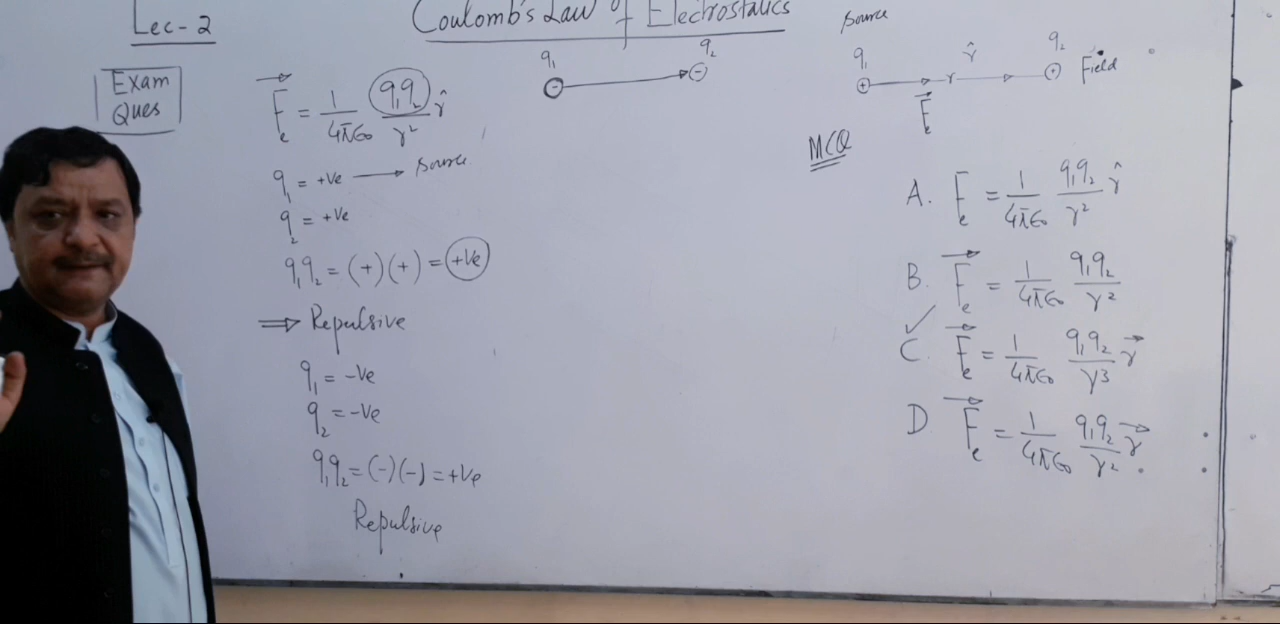 Lec-2
Coulomb's Law of Electrostatics
Exam
Ques
F⃗e = 1/4πϵ₀ q₁q₂/r² r̂
q₁ = +ve → source
q₂ = +ve
q₁q₂ = (+)(+) = +ve
⇒ Repulsive
q₁ = -ve
q₂ = -ve
q₁q₂ = (-)(-) = +ve
Repulsive
q₁ q₂
⊖ ⊖
source
q₁ r̂ q₂
⊕ r ⊕ Field
F⃗e
MCQ
A. Fe = 1/4πϵ₀ q₁q₂/r² r̂
B. F⃗e = 1/4πϵ₀ q₁q₂/r²
✓
C. F⃗e = 1/4πϵ₀ q₁q₂/r³ r⃗
D F⃗e = 1/4πϵ₀ q₁q₂/r² r⃗